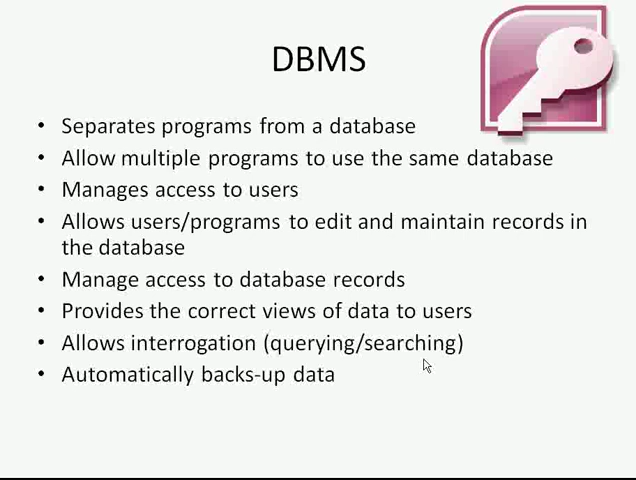 DBMS
• Separates programs from a database
• Allow multiple programs to use the same database
• Manages access to users
• Allows users/programs to edit and maintain records in
the database
• Manage access to database records
• Provides the correct views of data to users
• Allows interrogation (querying/searching)
• Automatically backs-up data